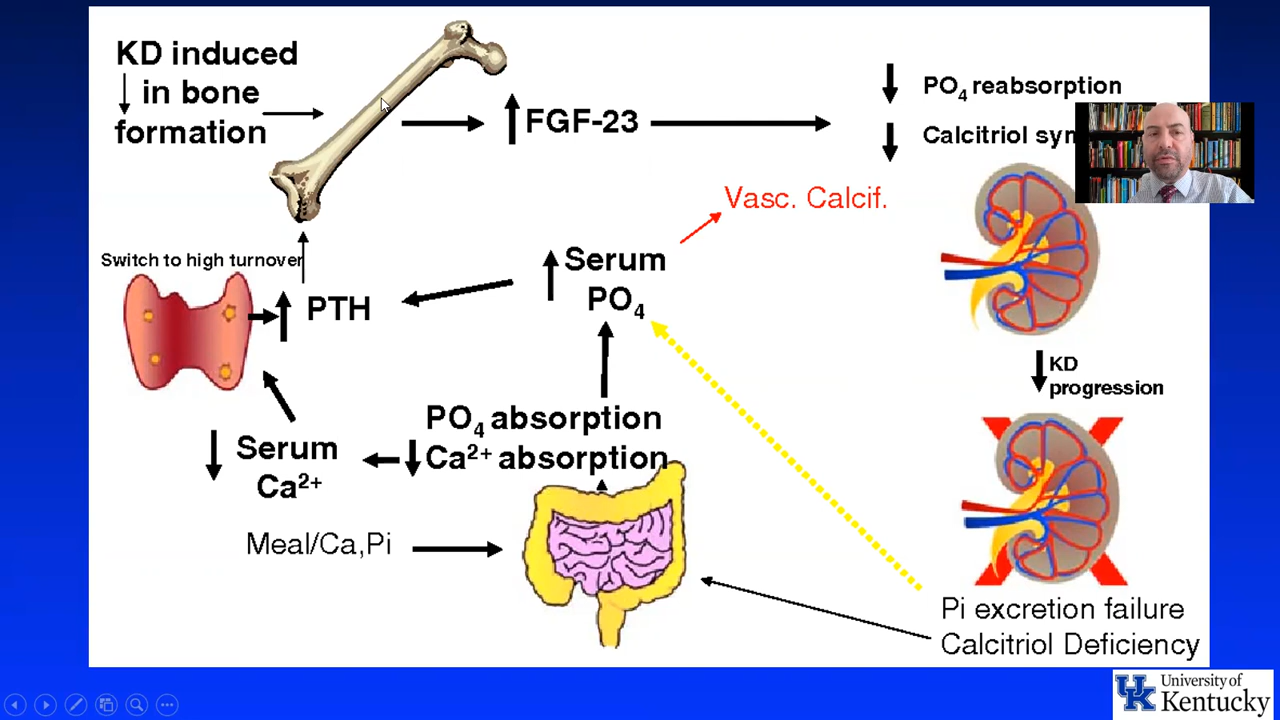 KD induced
↓ in bone
formation
↑ FGF-23
↓ PO₄ reabsorption
↓ Calcitriol
Vasc. Calcif.
Switch to high turnover
↑ PTH
↑ Serum
PO₄
↓ KD
progression
PO₄ absorption
↓ Ca²⁺ absorption
↓ Serum
Ca²⁺
Meal/Ca,Pi
Pi excretion failure
Calcitriol Deficiency
UK University of
Kentucky